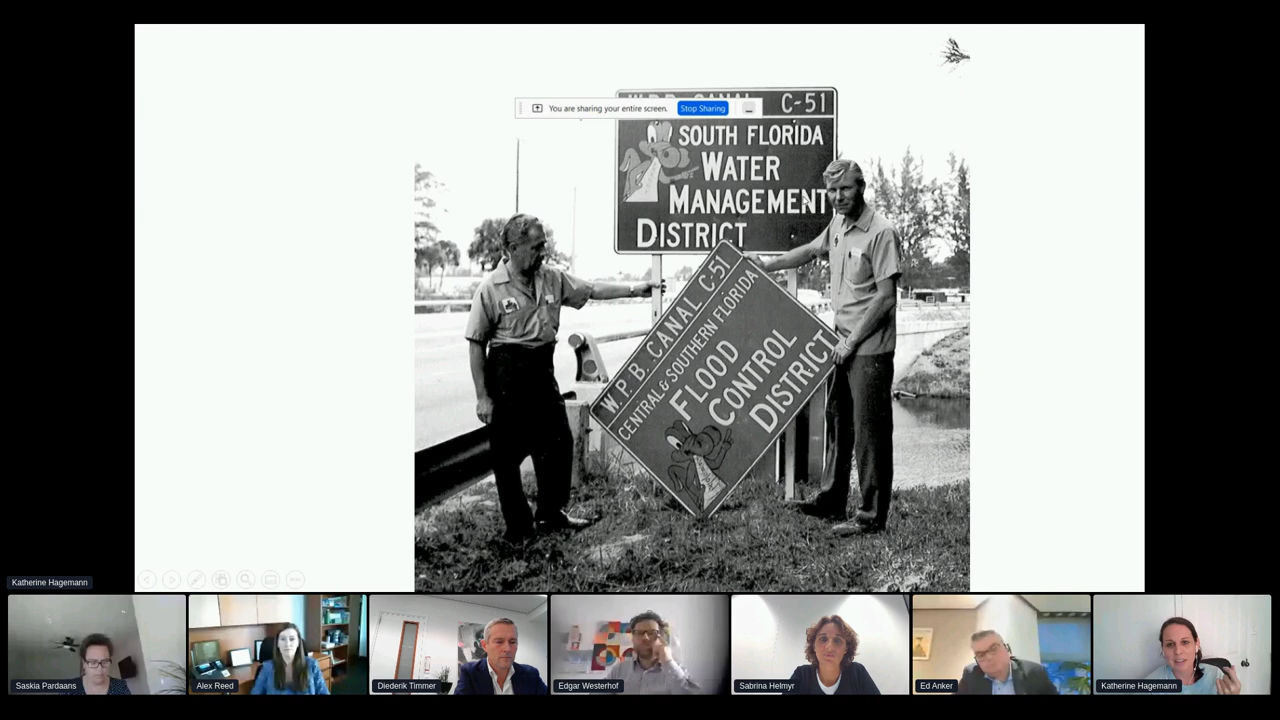 W.P.B. CANAL C-51
You are sharing your entire screen.
Stop Sharing
SOUTH FLORIDA
WATER
MANAGEMENT
DISTRICT
W. P. B. CANAL C-51
CENTRAL & SOUTHERN FLORIDA
FLOOD
CONTROL
DISTRICT
Katherine Hagemann
Saskia Pardaans
Alex Reed
Diederik Timmer
Edgar Westerhof
Sabrina Helmyr
Ed Anker
Katherine Hagemann